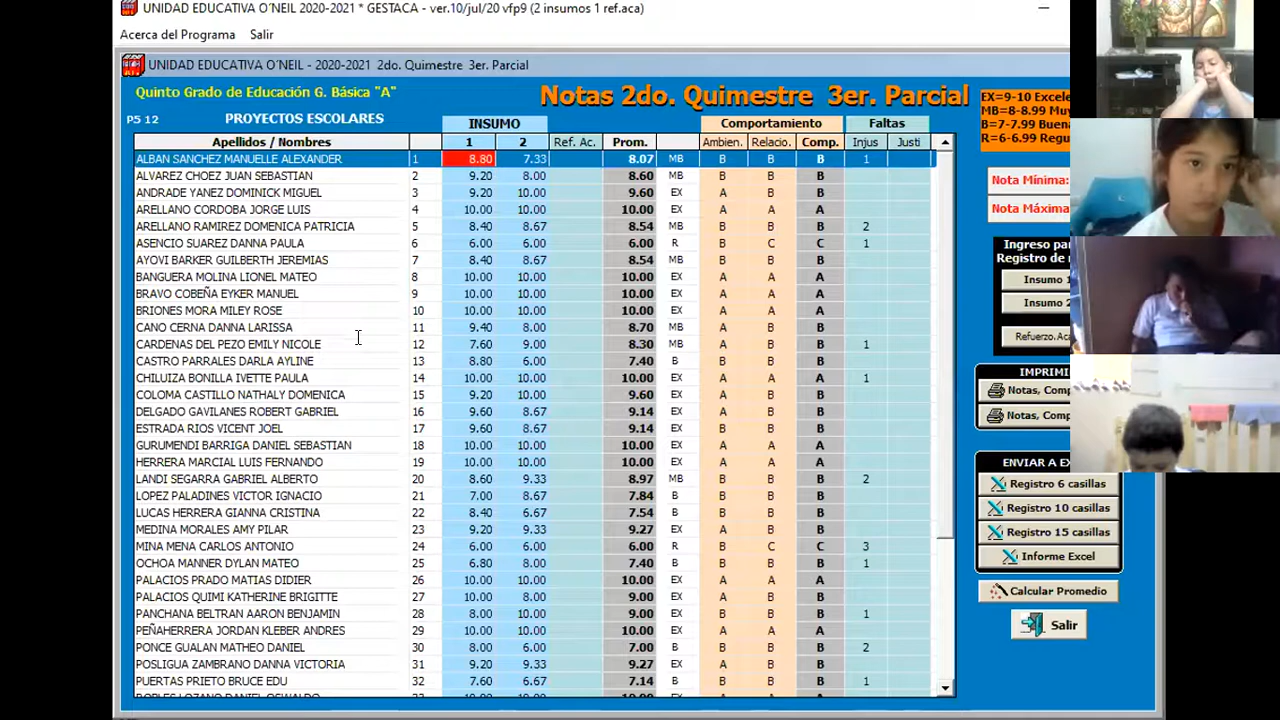 UNIDAD EDUCATIVA O´NEIL 2020-2021 * GESTACA - ver.10/jul/20 vfp9 (2 insumos 1 ref.aca)
Acerca del Programa Salir
UNIDAD EDUCATIVA O´NEIL - 2020-2021 2do. Quimestre 3er. Parcial
Quinto Grado de Educación G. Básica "A"
Notas 2do. Quimestre 3er. Parcial
P5 12 PROYECTOS ESCOLARES
INSUMO Comportamiento Faltas
Apellidos / Nombres 1 2 Ref. Ac. Prom. Ambien. Relacio. Comp. Injus Justi
ALBAN SANCHEZ MANUELLE ALEXANDER 1 8.80 7.33 8.07 MB B B B 1
ALVAREZ CHOEZ JUAN SEBASTIAN 2 9.20 8.00 8.60 MB B B B
ANDRADE YANEZ DOMINICK MIGUEL 3 9.20 10.00 9.60 EX A B B
ARELLANO CORDOBA JORGE LUIS 4 10.00 10.00 10.00 EX A A A
ARELLANO RAMIREZ DOMENICA PATRICIA 5 8.40 8.67 8.54 MB B B B 2
ASENCIO SUAREZ DANNA PAULA 6 6.00 6.00 6.00 R B C C 1
AYOVI BARKER GUILBERTH JEREMIAS 7 8.40 8.67 8.54 MB B B B
BANGUERA MOLINA LIONEL MATEO 8 10.00 10.00 10.00 EX A A A
BRAVO COBEÑA EYKER MANUEL 9 10.00 10.00 10.00 EX A A A
BRIONES MORA MILEY ROSE 10 10.00 10.00 10.00 EX A A A
CANO CERNA DANNA LARISSA 11 9.40 8.00 8.70 MB A B B
CARDENAS DEL PEZO EMILY NICOLE 12 7.60 9.00 8.30 MB A B B 1
CASTRO PARRALES DARLA AYLINE 13 8.80 6.00 7.40 B B B B
CHILUIZA BONILLA IVETTE PAULA 14 10.00 10.00 10.00 EX A A A 1
COLOMA CASTILLO NATHALY DOMENICA 15 9.20 10.00 9.60 EX A A A
DELGADO GAVILANES ROBERT GABRIEL 16 9.60 8.67 9.14 EX A B B
ESTRADA RIOS VICENT JOEL 17 9.60 8.67 9.14 EX B B B
GURUMENDI BARRIGA DANIEL SEBASTIAN 18 10.00 10.00 10.00 EX A A A
HERRERA MARCIAL LUIS FERNANDO 19 10.00 10.00 10.00 EX A A A
LANDI SEGARRA GABRIEL ALBERTO 20 8.60 9.33 8.97 MB B B B 2
LOPEZ PALADINES VICTOR IGNACIO 21 7.00 8.67 7.84 B B B B
LUCAS HERRERA GIANNA CRISTINA 22 8.40 6.67 7.54 B B B B
MEDINA MORALES AMY PILAR 23 9.20 9.33 9.27 EX A B B
MINA MENA CARLOS ANTONIO 24 6.00 6.00 6.00 R B C C 3
OCHOA MANNER DYLAN MATEO 25 6.80 8.00 7.40 B B B B 1
PALACIOS PRADO MATIAS DIDIER 26 10.00 10.00 10.00 EX A A A
PALACIOS QUIMI KATHERINE BRIGITTE 27 8.00 10.00 9.00 EX B B B
PANCHANA BELTRAN AARON BENJAMIN 28 8.00 10.00 9.00 EX B B B 1
PEÑAHERRERA JORDAN KLEBER ANDRES 29 10.00 10.00 10.00 EX A A A
PONCE GUALAN MATHEO DANIEL 30 8.00 6.00 7.00 B B B B 2
POSLIGUA ZAMBRANO DANNA VICTORIA 31 9.20 9.33 9.27 EX A B B
PUERTAS PRIETO BRUCE EDU 32 7.60 6.67 7.14 B B B B 1
EX=9-10 Excele
MB=8-8.99 Muy
B=7-7.99 Buena
R=6-6.99 Regu
Nota Mínima:
Nota Máxima
Ingreso pa
Registro de
Insumo 1
Insumo 2
Refuerzo.Aca
IMPRIMI
Notas, Comp
Notas, Comp
ENVIAR A EX
Registro 6 casillas
Registro 10 casillas
Registro 15 casillas
Informe Excel
Calcular Promedio
Salir